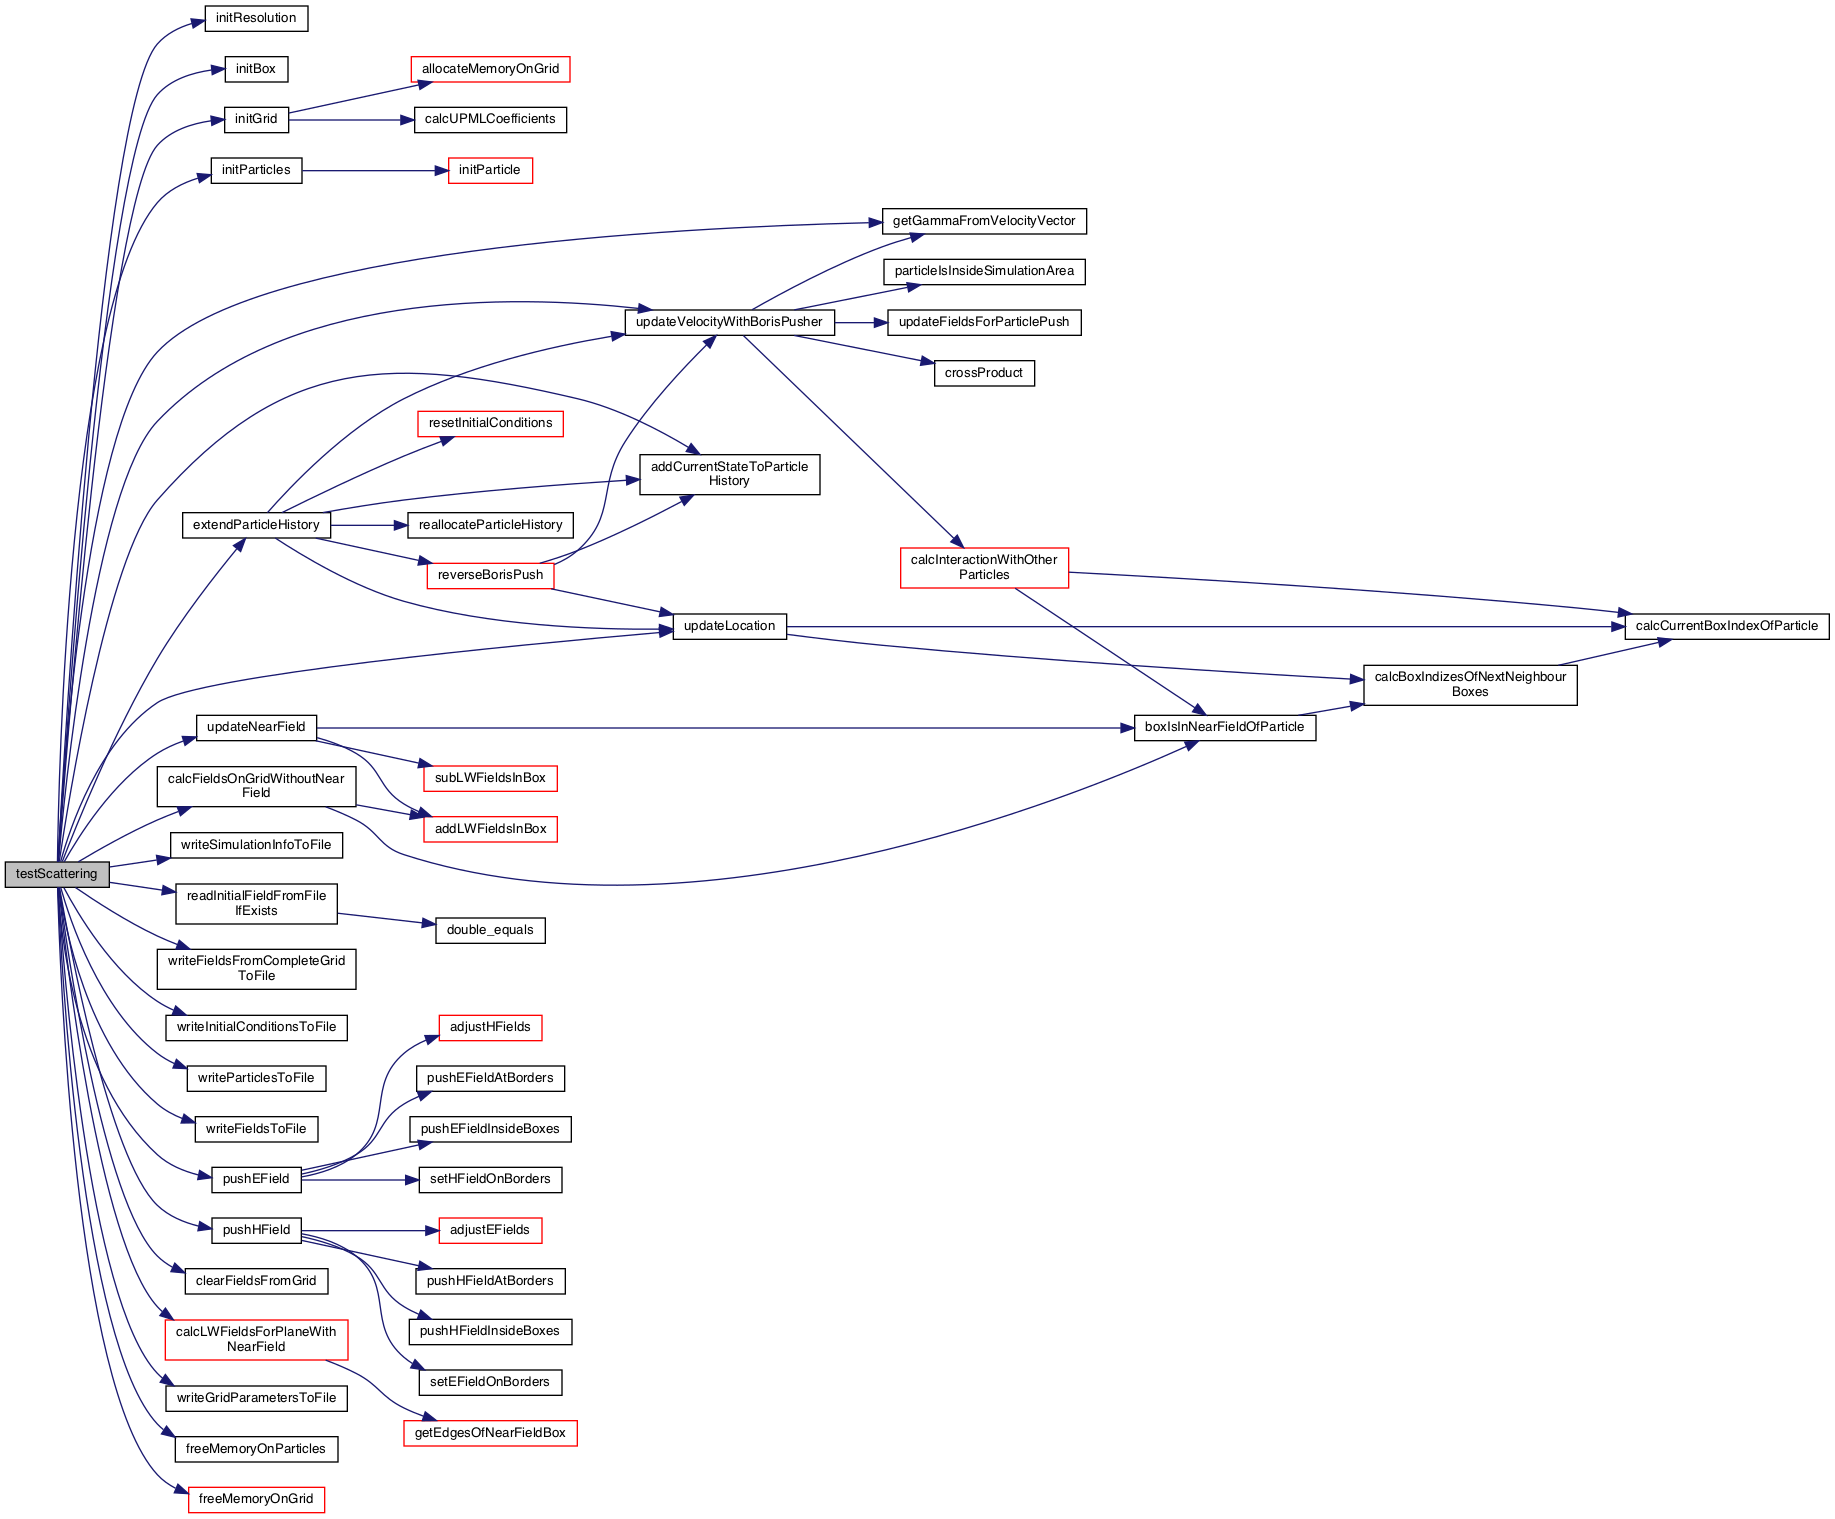 initResolution
initBox
allocateMemoryOnGrid
initGrid
calcUPMLCoefficients
initParticles
initParticle
getGammaFromVelocityVector
particleIsInsideSimulationArea
updateVelocityWithBorisPusher
updateFieldsForParticlePush
crossProduct
resetInitialConditions
addCurrentStateToParticle
History
extendParticleHistory
reallocateParticleHistory
reverseBorisPush
calcInteractionWithOther
Particles
updateLocation
calcCurrentBoxIndexOfParticle
calcBoxIndizesOfNextNeighbour
Boxes
updateNearField
boxIsInNearFieldOfParticle
calcFieldsOnGridWithoutNear
Field
subLWFieldsInBox
addLWFieldsInBox
writeSimulationInfoToFile
testScattering
readInitialFieldFromFile
IfExists
double_equals
writeFieldsFromCompleteGrid
ToFile
writeInitialConditionsToFile
adjustHFields
writeParticlesToFile
pushEFieldAtBorders
writeFieldsToFile
pushEFieldInsideBoxes
pushEField
setHFieldOnBorders
pushHField
adjustEFields
clearFieldsFromGrid
pushHFieldAtBorders
calcLWFieldsForPlaneWith
NearField
pushHFieldInsideBoxes
writeGridParametersToFile
setEFieldOnBorders
freeMemoryOnParticles
getEdgesOfNearFieldBox
freeMemoryOnGrid